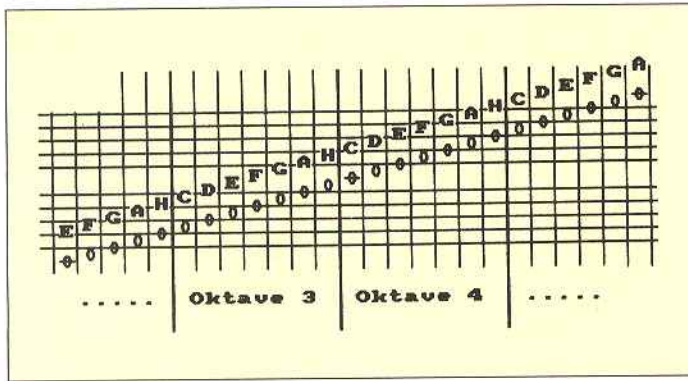 E F G A H C D E F G A H C D E F G A H C D E F G A
..... Oktave 3 Oktave 4 .....